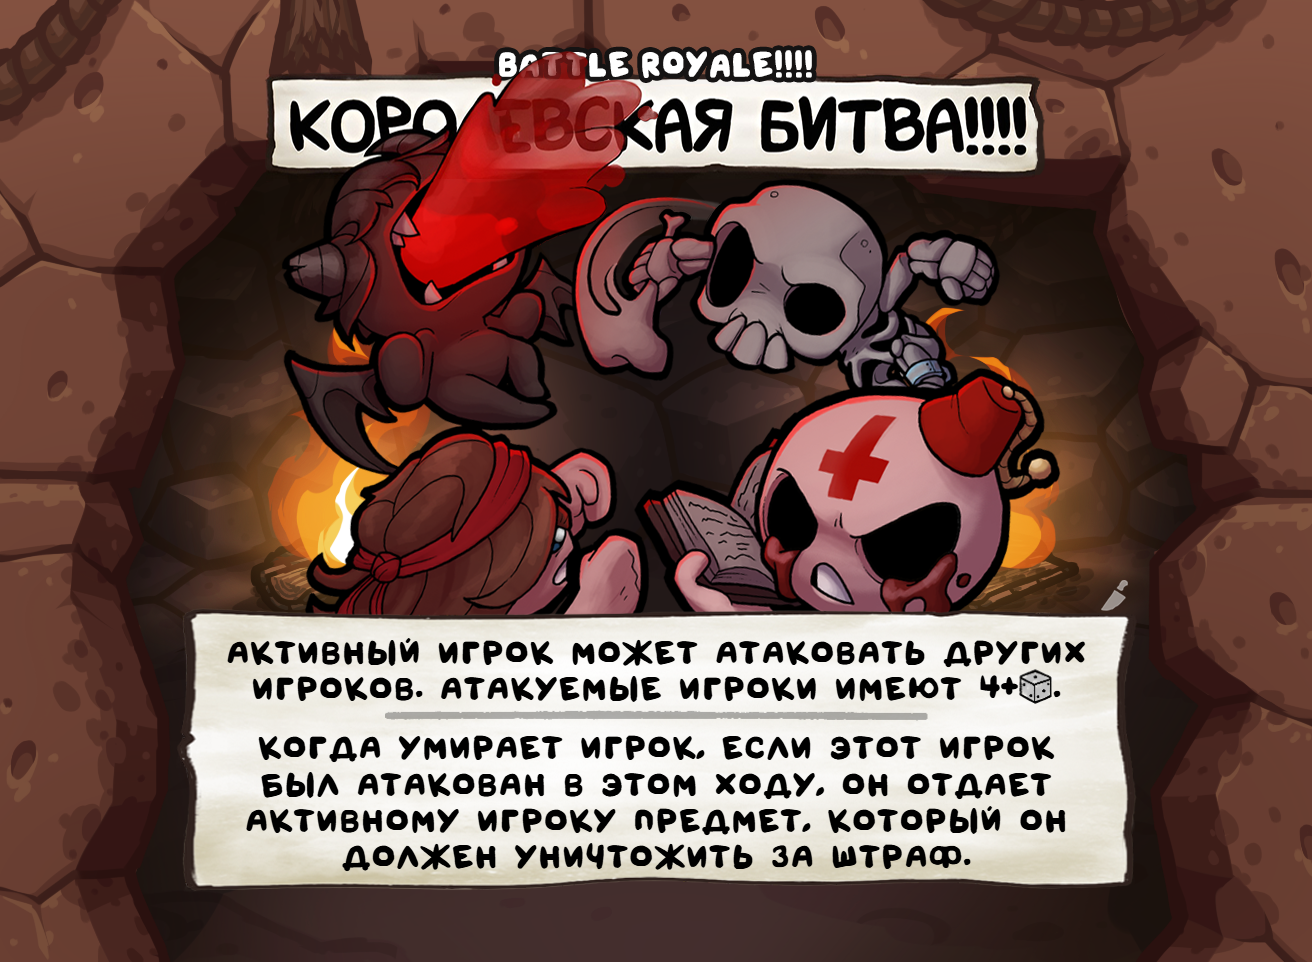 BATTLE ROYALE!!!!
КОРОЛЕВСКАЯ БИТВА!!!!
АКТИВНЫЙ ИГРОК МОЖЕТ АТАКОВАТЬ ДРУГИХ
ИГРОКОВ. АТАКУЕМЫЕ ИГРОКИ ИМЕЮТ 4+.
КОГДА УМИРАЕТ ИГРОК, ЕСЛИ ЭТОТ ИГРОК
БЫЛ АТАКОВАН В ЭТОМ ХОДУ, ОН ОТДАЕТ
АКТИВНОМУ ИГРОКУ ПРЕДМЕТ, КОТОРЫЙ ОН
ДОЛЖЕН УНИЧТОЖИТЬ ЗА ШТРАФ.